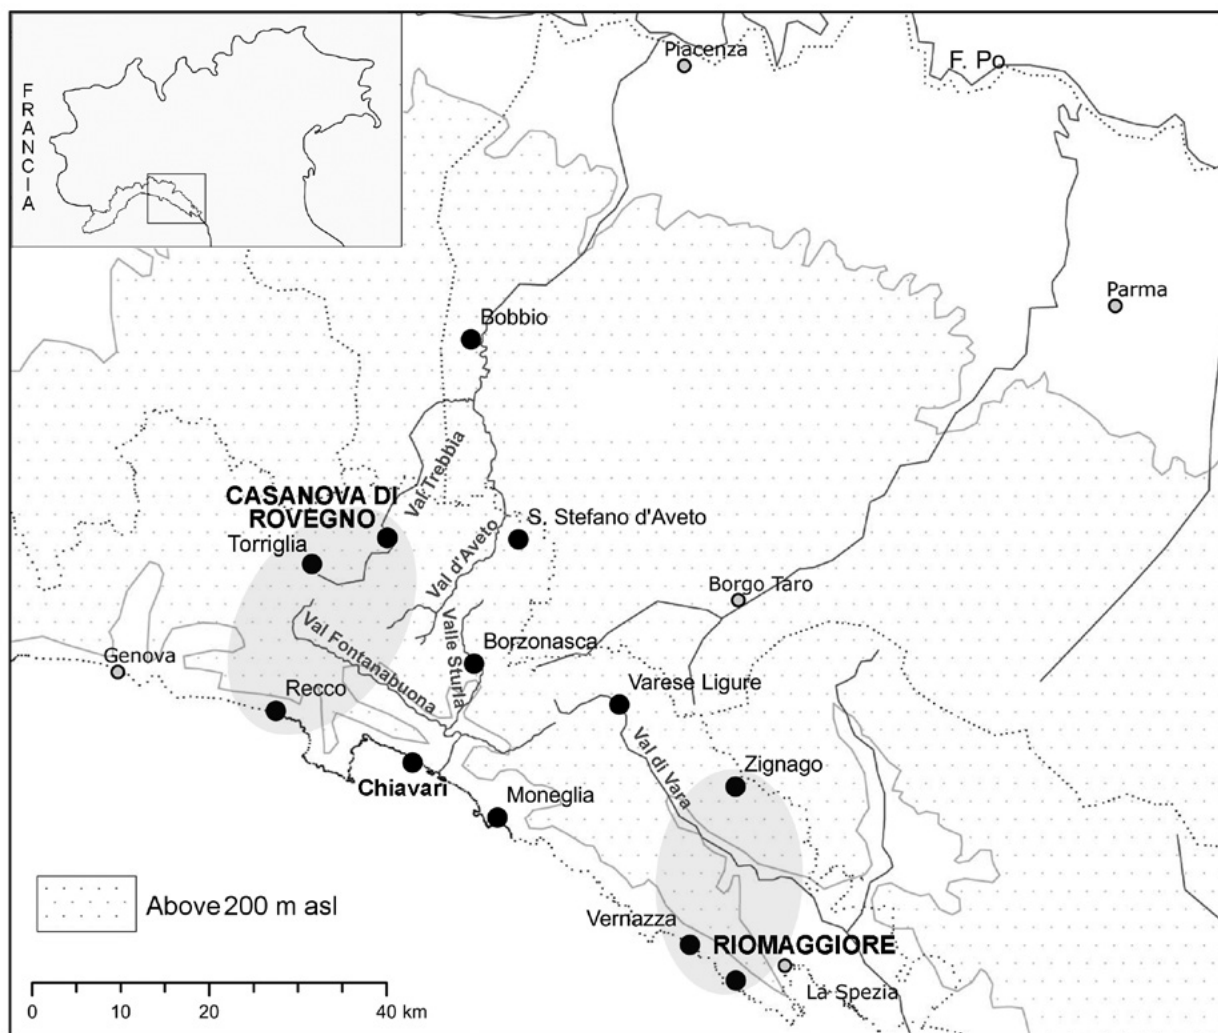 FRANCIA
Piacenza
F. Po
Parma
Bobbio
Val Trebbia
CASANOVA DI
ROVEGNO
Torriglia
S. Stefano d'Aveto
Val d'Aveto
Borgo Taro
Val Fontanabuona
Valle Sturla
Borzonasca
Genova
Recco
Varese Ligure
Val di Vara
Zignago
Chiavari
Moneglia
Above 200 m asl
Vernazza
RIOMAGGIORE
La Spezia
0 10 20 40 km